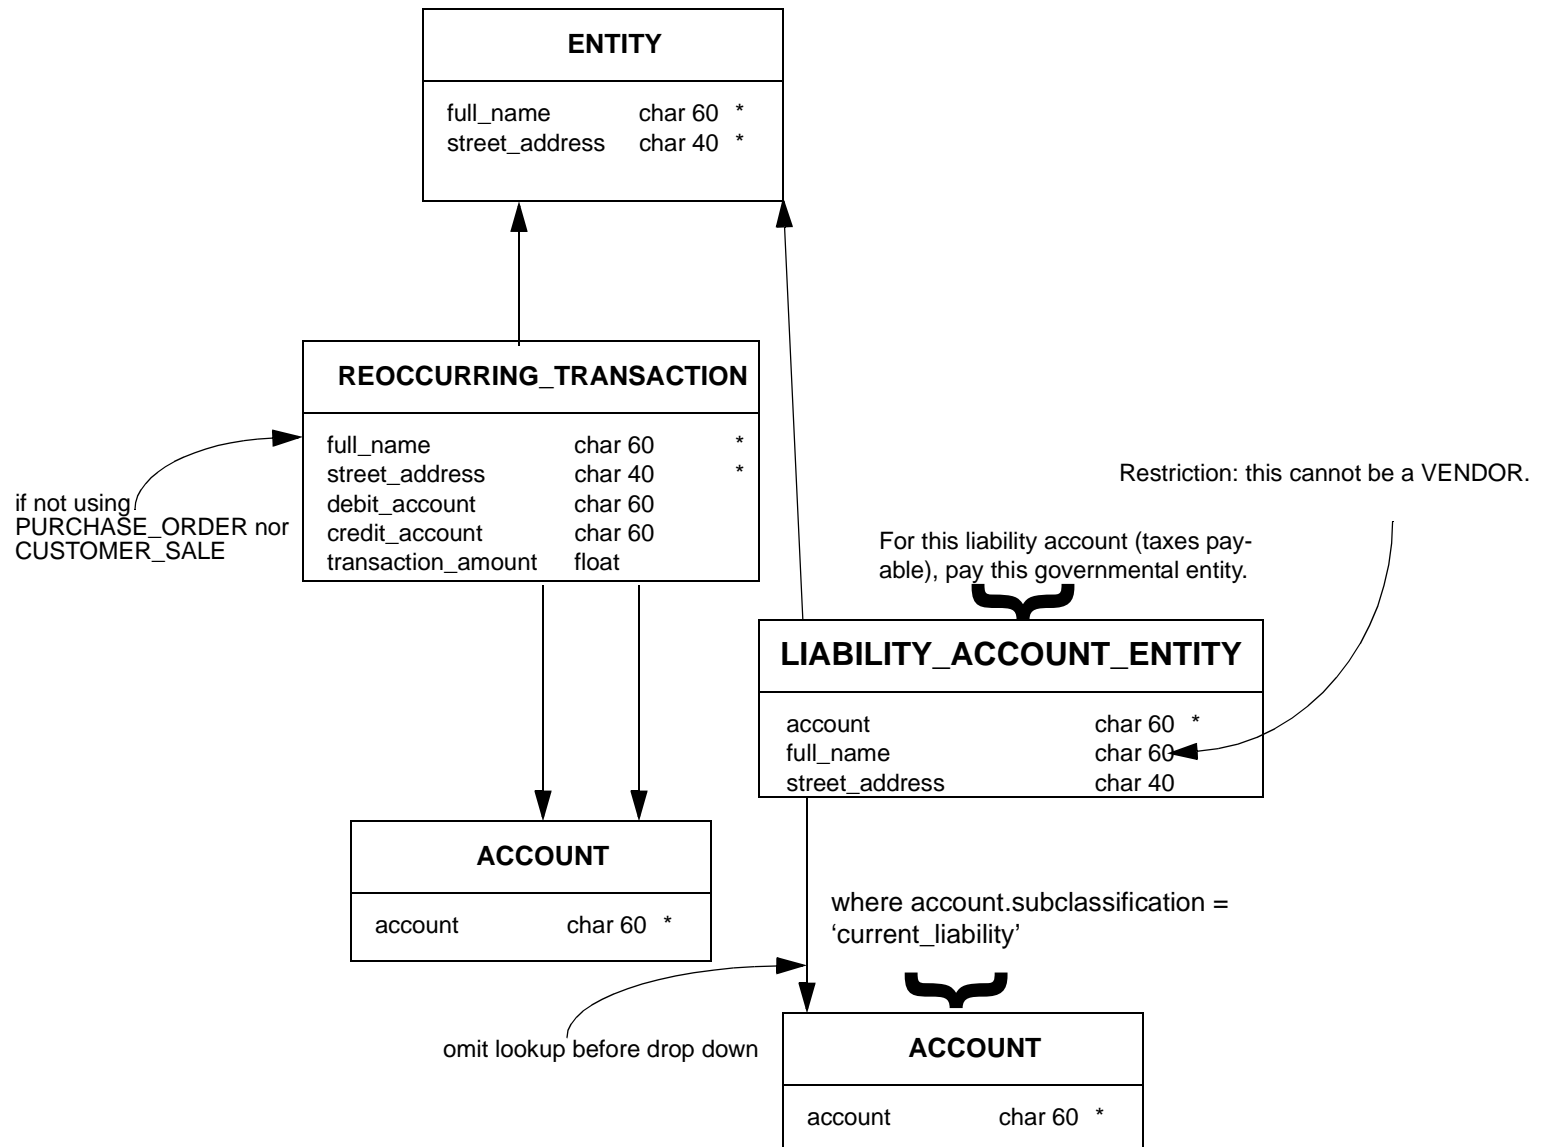 ENTITY
full_name char 60 *
street_address char 40 *
REOCCURRING_TRANSACTION
full_name char 60 *
street_address char 40 *
debit_account char 60
credit_account char 60
transaction_amount float
if not using
PURCHASE_ORDER nor
CUSTOMER_SALE
Restriction: this cannot be a VENDOR.
For this liability account (taxes pay-
able), pay this governmental entity.
LIABILITY_ACCOUNT_ENTITY
account char 60 *
full_name char 60
street_address char 40
ACCOUNT
account char 60 *
where account.subclassification =
‘current_liability’
omit lookup before drop down
ACCOUNT
account char 60 *